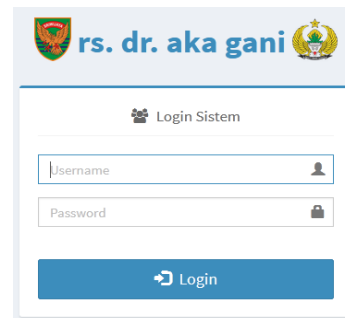 rs. dr. aka gani
Login Sistem
Username
Password
Login